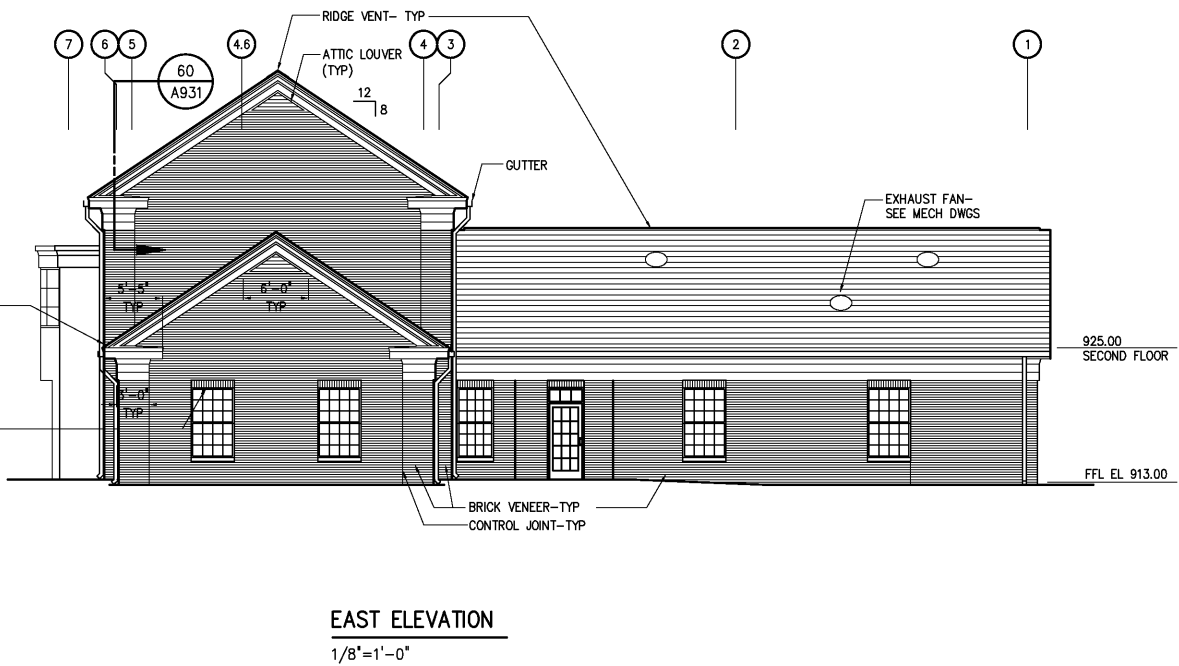 RIDGE VENT- TYP
7
6
5
4.6
4
3
2
1
ATTIC LOUVER
(TYP)
60
A931
12
8
GUTTER
EXHAUST FAN-
SEE MECH DWGS
5'-5"
TYP
6'-0"
TYP
925.00
SECOND FLOOR
3'-0"
TYP
FFL EL 913.00
BRICK VENEER-TYP
CONTROL JOINT-TYP
EAST ELEVATION
1/8"=1'-0"